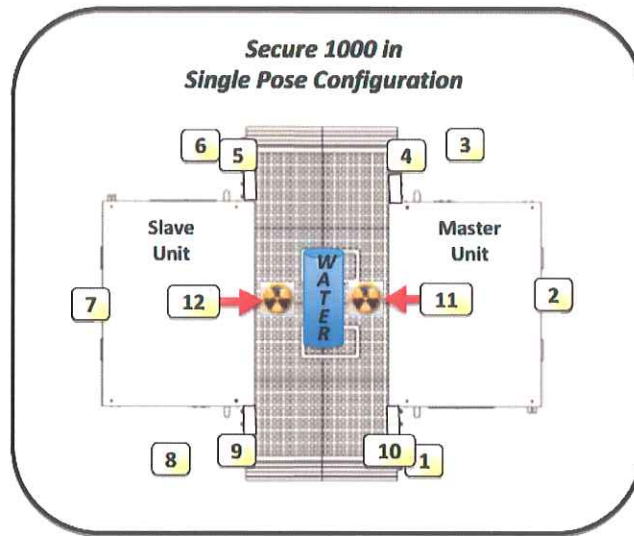 Secure 1000 in
Single Pose Configuration
6
5
4
3
Slave
Unit
Master
Unit
WATER
7
12
11
2
8
9
10
1